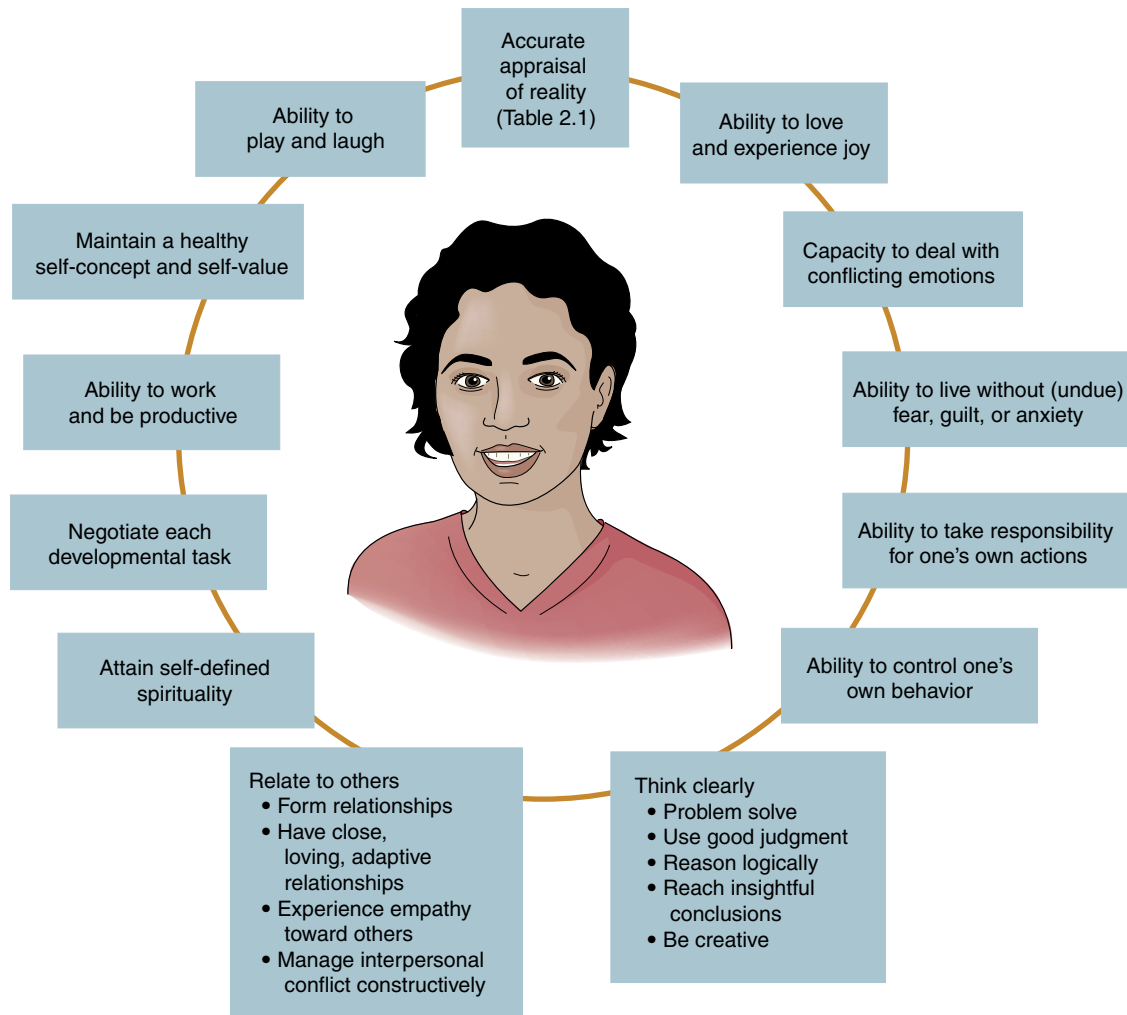 Accurate
appraisal
of reality
(Table 2.1)
Ability to love
and experience joy
Capacity to deal with
conflicting emotions
Ability to live without (undue)
fear, guilt, or anxiety
Ability to take responsibility
for one's own actions
Ability to control one's
own behavior
Think clearly
• Problem solve
• Use good judgment
• Reason logically
• Reach insightful
conclusions
• Be creative
Relate to others
• Form relationships
• Have close,
loving, adaptive
relationships
• Experience empathy
toward others
• Manage interpersonal
conflict constructively
Attain self-defined
spirituality
Negotiate each
developmental task
Ability to work
and be productive
Maintain a healthy
self-concept and self-value
Ability to
play and laugh